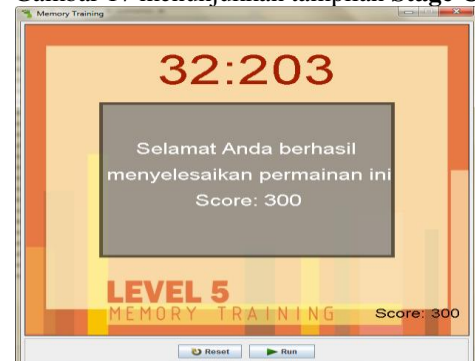 Memory Training
32:203
Selamat Anda berhasil
menyelesaikan permainan ini
Score: 300
LEVEL 5
MEMORY TRAINING
Score: 300
Reset
Run